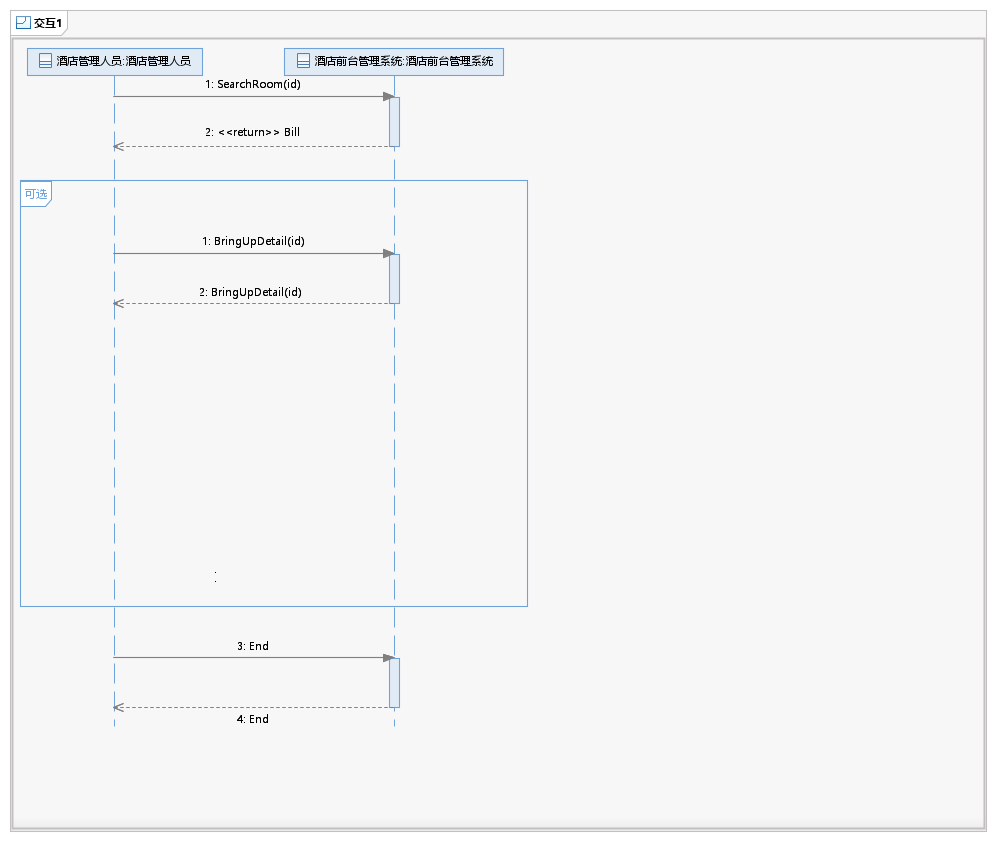 交互1
酒店管理人员:酒店管理人员
酒店前台管理系统:酒店前台管理系统
1: SearchRoom(id)
2: <<return>> Bill
可选
1: BringUpDetail(id)
2: BringUpDetail(id)
:
3: End
4: End